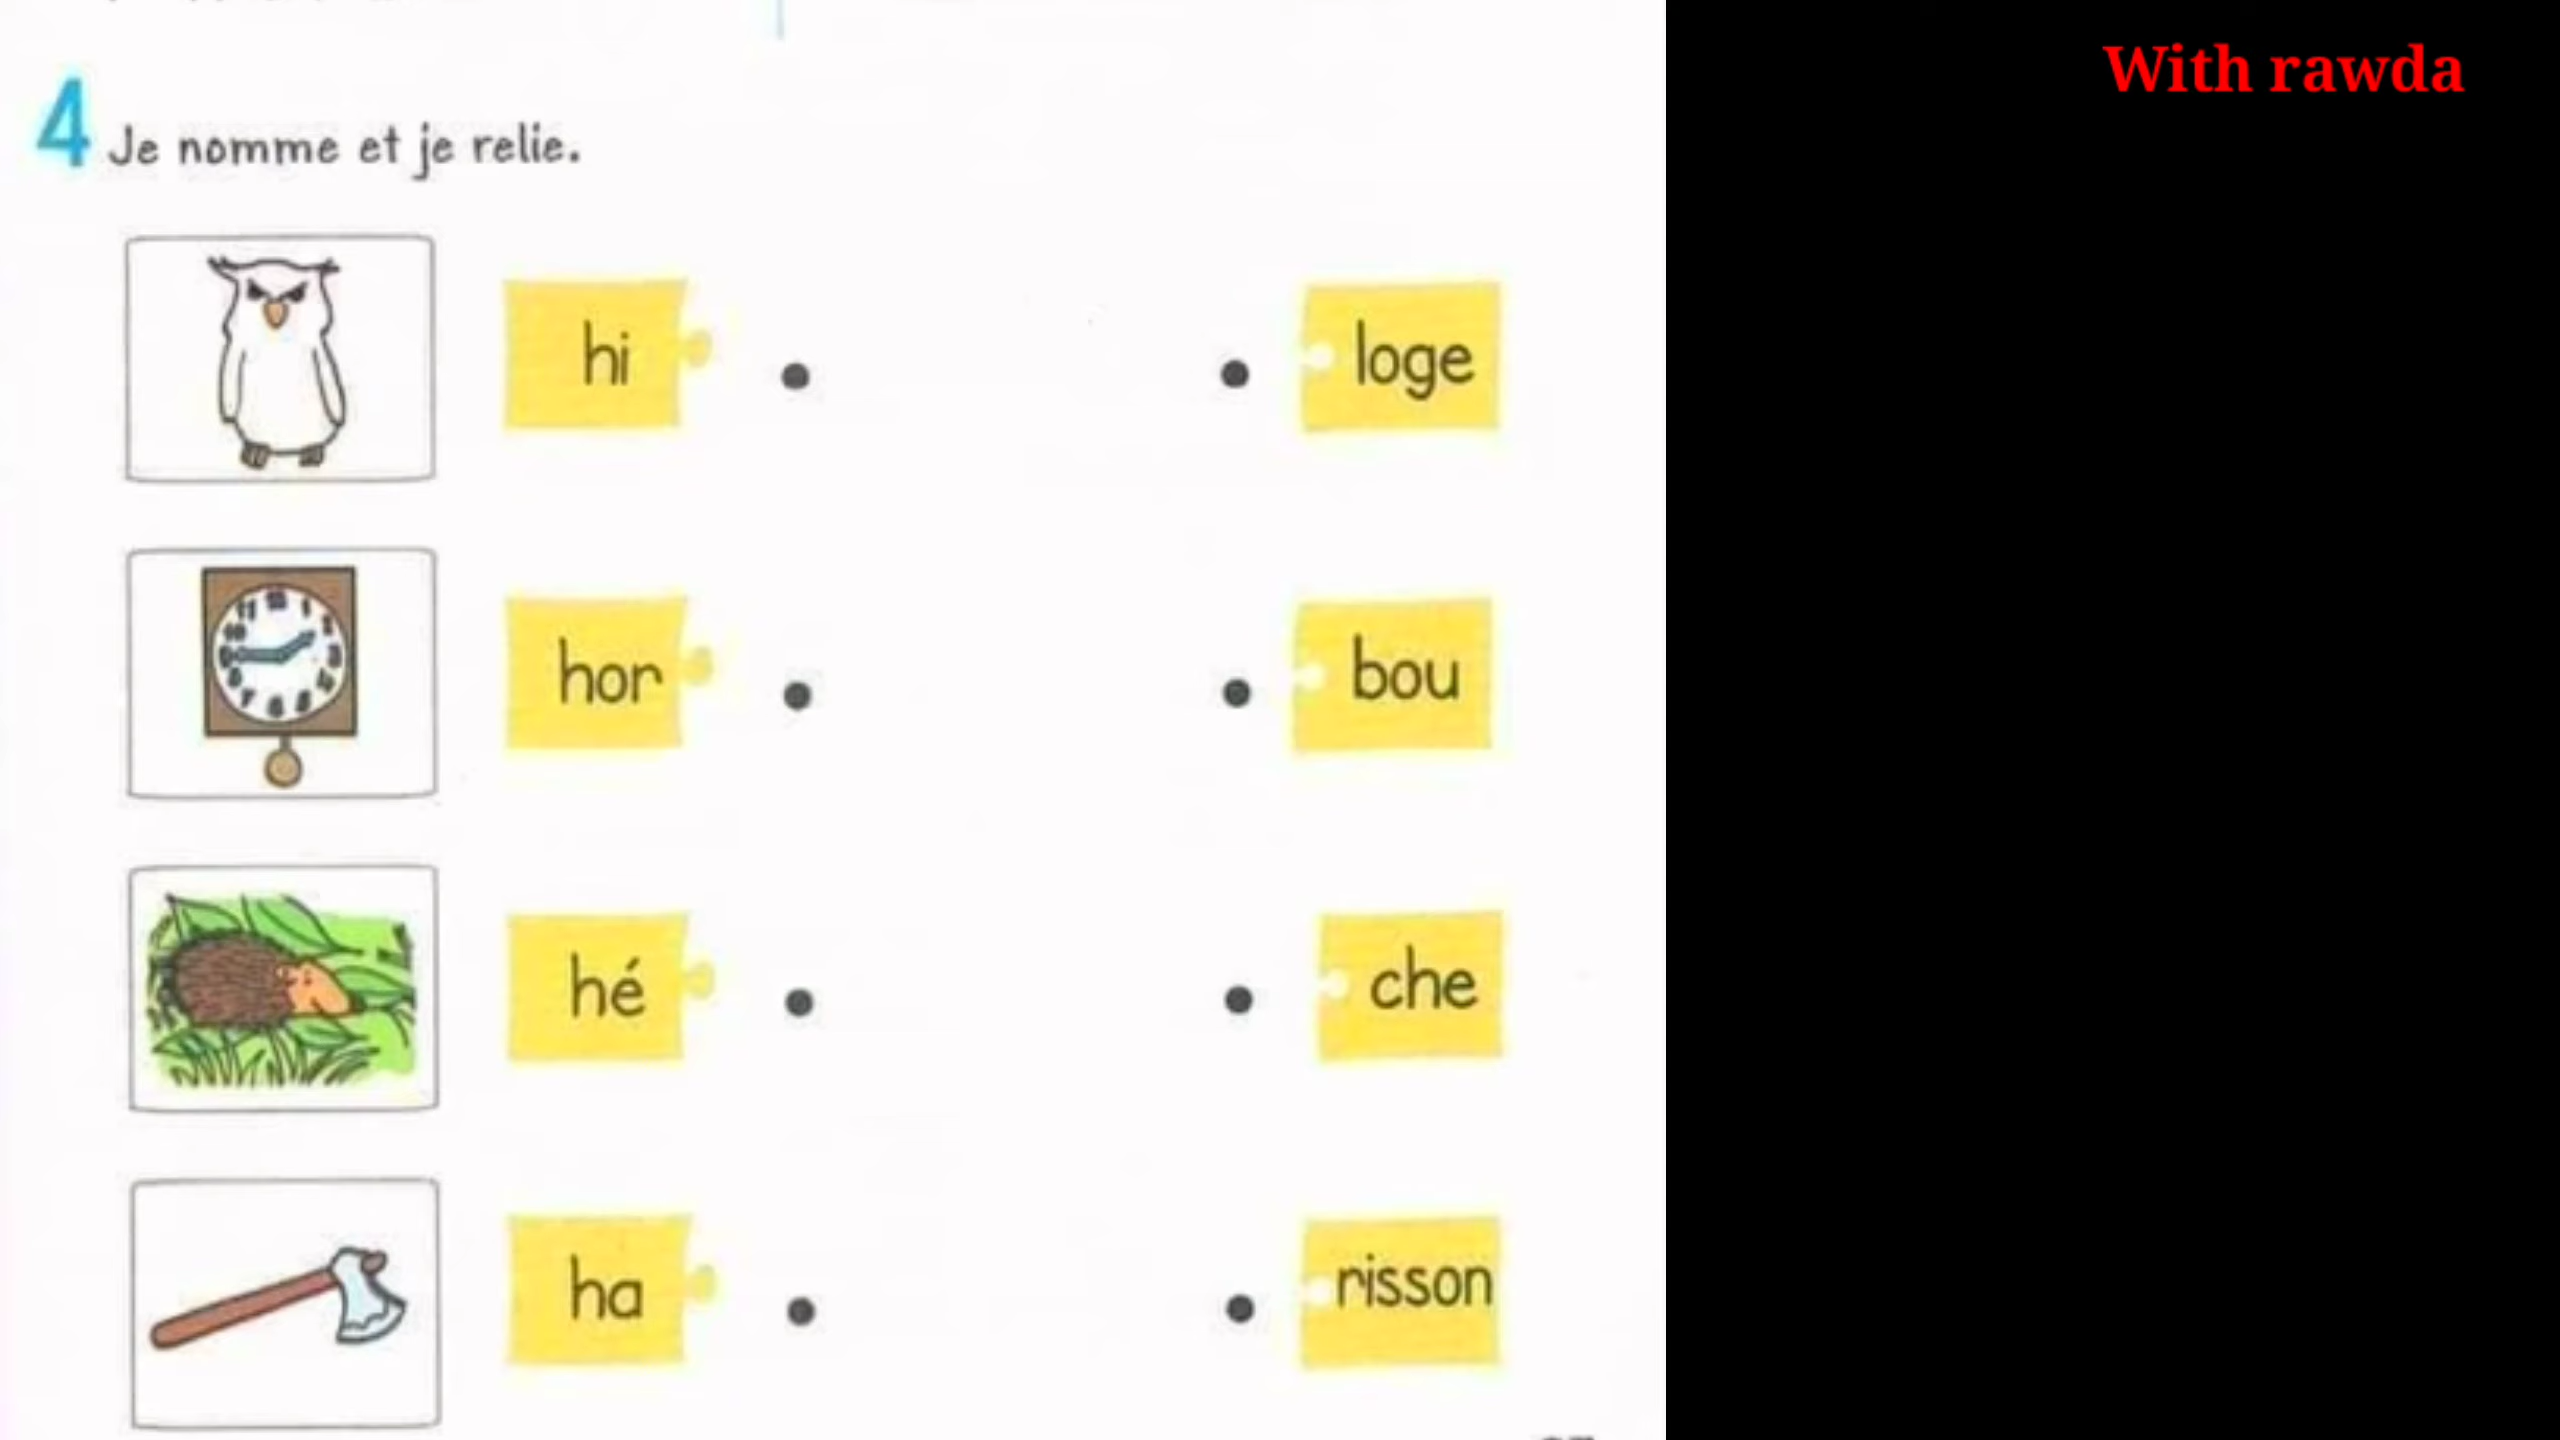 With rawda
4 Je nomme et je relie.
hi loge
hor bou
hé che
ha risson